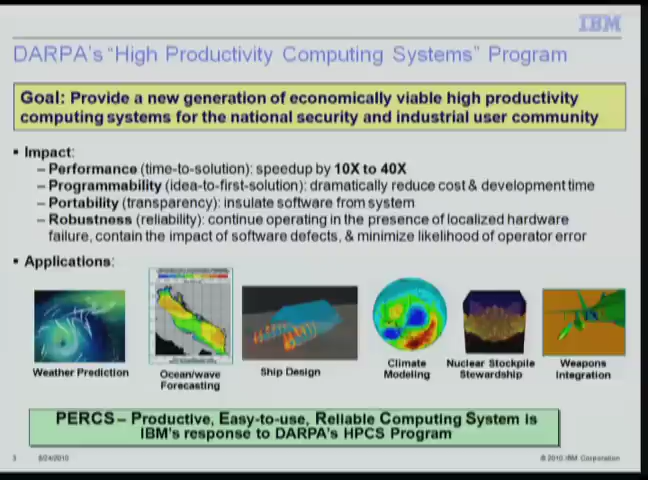 IBM
DARPA's "High Productivity Computing Systems" Program
Goal: Provide a new generation of economically viable high productivity
computing systems for the national security and industrial user community
▪ Impact:
– Performance (time-to-solution): speedup by 10X to 40X
– Programmability (idea-to-first-solution): dramatically reduce cost & development time
– Portability (transparency): insulate software from system
– Robustness (reliability): continue operating in the presence of localized hardware
failure, contain the impact of software defects, & minimize likelihood of operator error
▪ Applications:
Weather Prediction
Ocean/wave
Forecasting
Ship Design
Climate
Modeling
Nuclear Stockpile
Stewardship
Weapons
Integration
PERCS – Productive, Easy-to-use, Reliable Computing System is
IBM's response to DARPA's HPCS Program
3 8/24/2010 © 2010 IBM Corporation